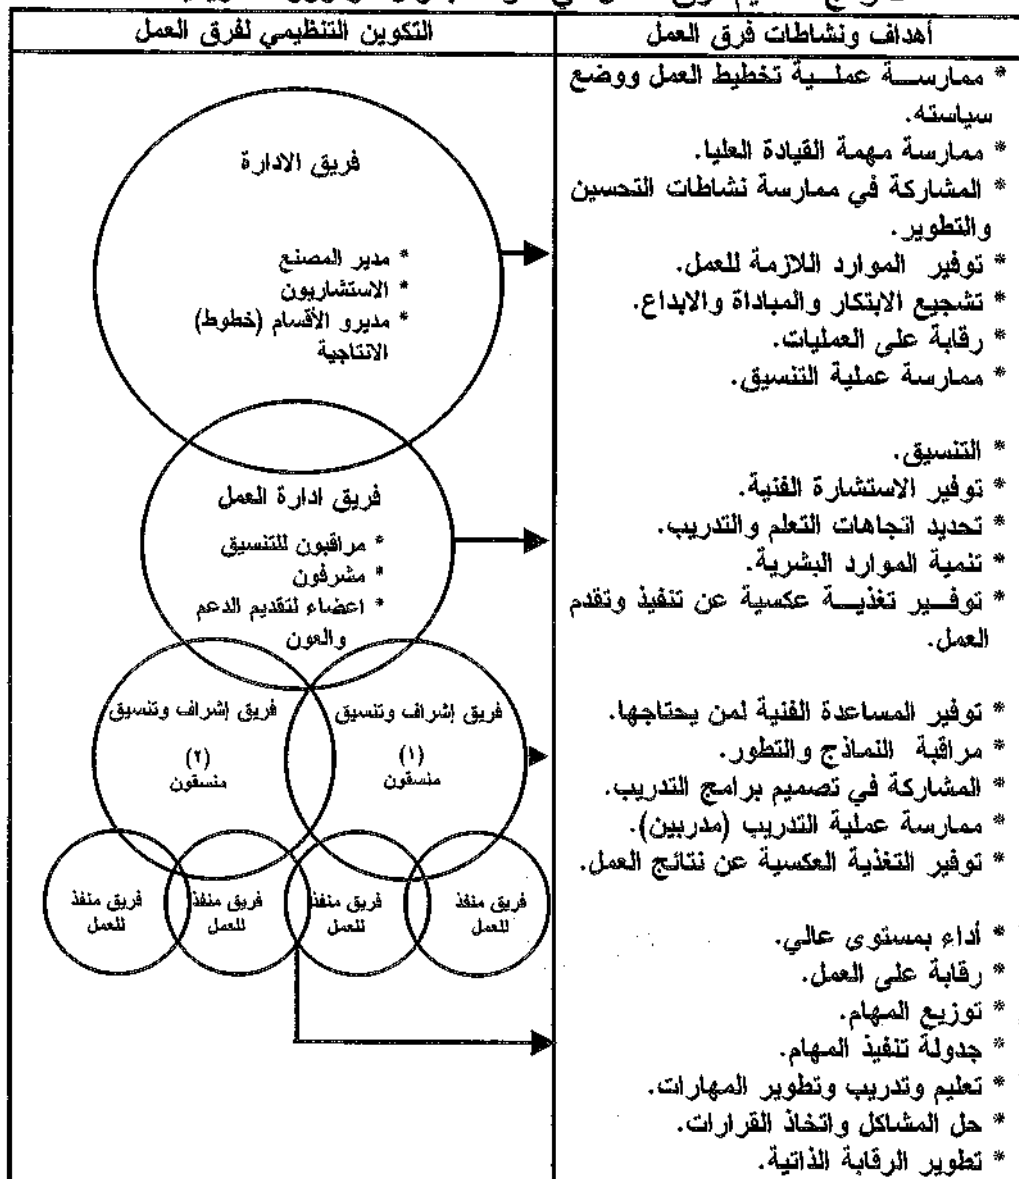 أهداف ونشاطات فرق العمل
التكوين التنظيمي لفرق العمل
* ممارسة عملية تخطيط العمل ووضع
سياسته.
* ممارسة مهمة القيادة العليا.
* المشاركة في ممارسة نشاطات التحسين
والتطوير.
* توفير الموارد اللازمة للعمل.
* تشجيع الابتكار والمباداة والابداع.
* رقابة على العمليات.
* ممارسة عملية التنسيق.
فريق الادارة
* مدير المصنع
* الاستشاريون
* مديرو الأقسام (خطوط)
الانتاجية
* التنسيق.
* توفير الاستشارة الفنية.
* تحديد اتجاهات التعلم والتدريب.
* تنمية الموارد البشرية.
* توفير تغذية عكسية عن تنفيذ وتقدم
العمل.
فريق ادارة العمل
* مراقبون للتنسيق
* مشرفون
* اعضاء لتقديم الدعم
والعون
* توفير المساعدة الفنية لمن يحتاجها.
* مراقبة النماذج والتطور.
* المشاركة في تصميم برامج التدريب.
* ممارسة عملية التدريب (مدربين).
* توفير التغذية العكسية عن نتائج العمل.
فريق إشراف وتنسيق
(١)
منسقون
فريق إشراف وتنسيق
(٢)
منسقون
فريق منفذ
للعمل
فريق منفذ
للعمل
فريق منفذ
للعمل
فريق منفذ
للعمل
* أداء بمستوى عالي.
* رقابة على العمل.
* توزيع المهام.
* جدولة تنفيذ المهام.
* تعليم وتدريب وتطوير المهارات.
* حل المشاكل واتخاذ القرارات.
* تطوير الرقابة الذاتية.